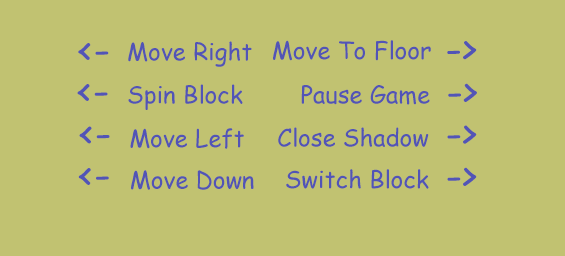 <- Move Right Move To Floor ->
<- Spin Block Pause Game ->
<- Move Left Close Shadow ->
<- Move Down Switch Block ->